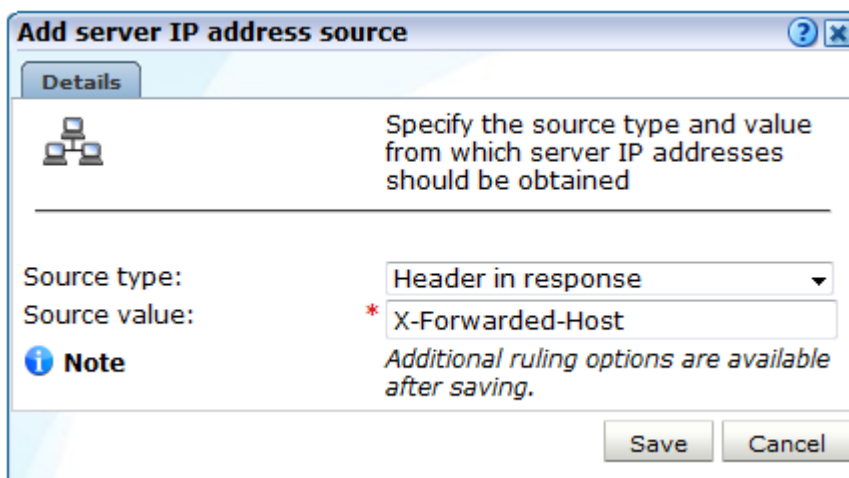 Add server IP address source
Details
Specify the source type and value
from which server IP addresses
should be obtained
Source type:
Header in response
Source value:
* X-Forwarded-Host
Note
Additional ruling options are available
after saving.
Save
Cancel